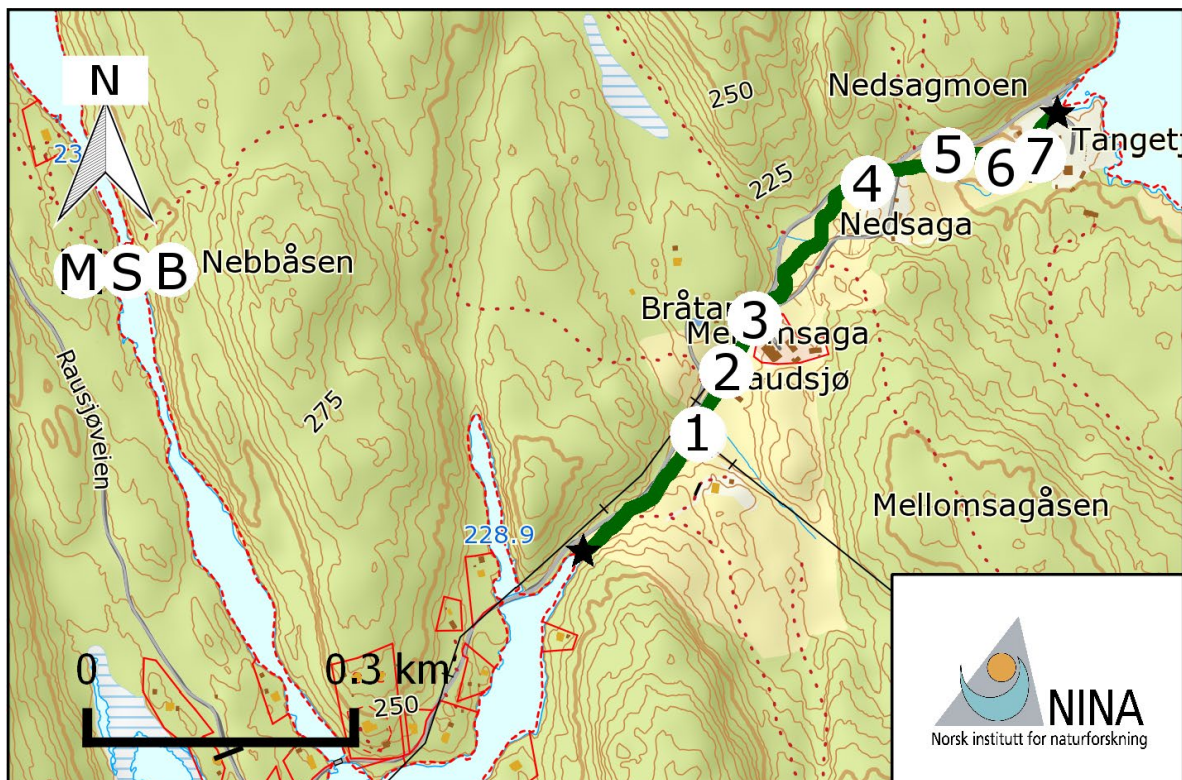 N
Nedsagmoen
250
Tangetj
5
6
7
225
4
23
Nedsaga
M S B
Nebbåsen
Bråtan
3
Mellomsaga
2
audsjø
Rausjøveien
275
1
Mellomsagåsen
228.9
0
0.3 km
250
NINA
Norsk institutt for naturforskning